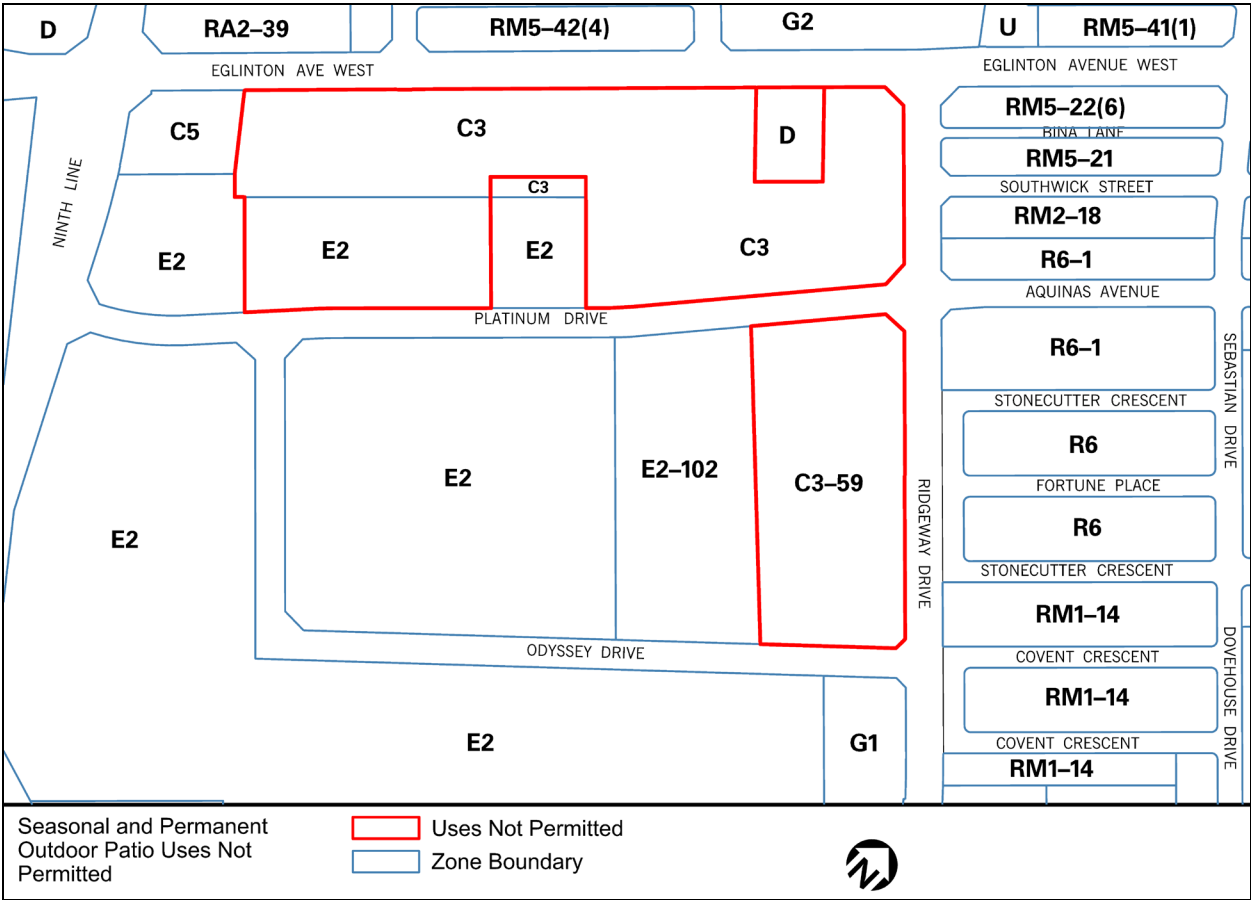 D
RA2–39
RM5–42(4)
G2
U
RM5–41(1)
EGLINTON AVE WEST
EGLINTON AVENUE WEST
C5
C3
D
RM5–22(6)
BINA LANE
RM5–21
SOUTHWICK STREET
NINTH LINE
C3
RM2–18
E2
E2
E2
C3
R6–1
AQUINAS AVENUE
PLATINUM DRIVE
R6–1
SEBASTIAN DRIVE
STONECUTTER CRESCENT
R6
E2
E2–102
C3–59
FORTUNE PLACE
RIDGEWAY DRIVE
R6
E2
STONECUTTER CRESCENT
RM1–14
ODYSSEY DRIVE
COVENT CRESCENT
DOVEHOUSE DRIVE
RM1–14
E2
G1
COVENT CRESCENT
RM1–14
Seasonal and Permanent
Outdoor Patio Uses Not
Permitted
Uses Not Permitted
Zone Boundary
N